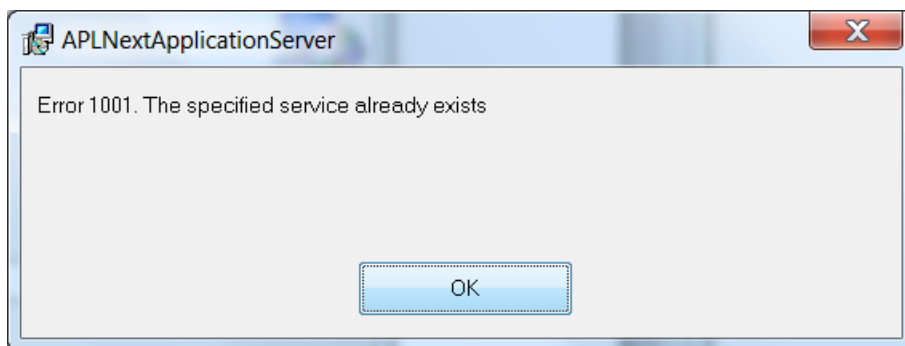 APLNextApplicationServer
Error 1001. The specified service already exists
OK